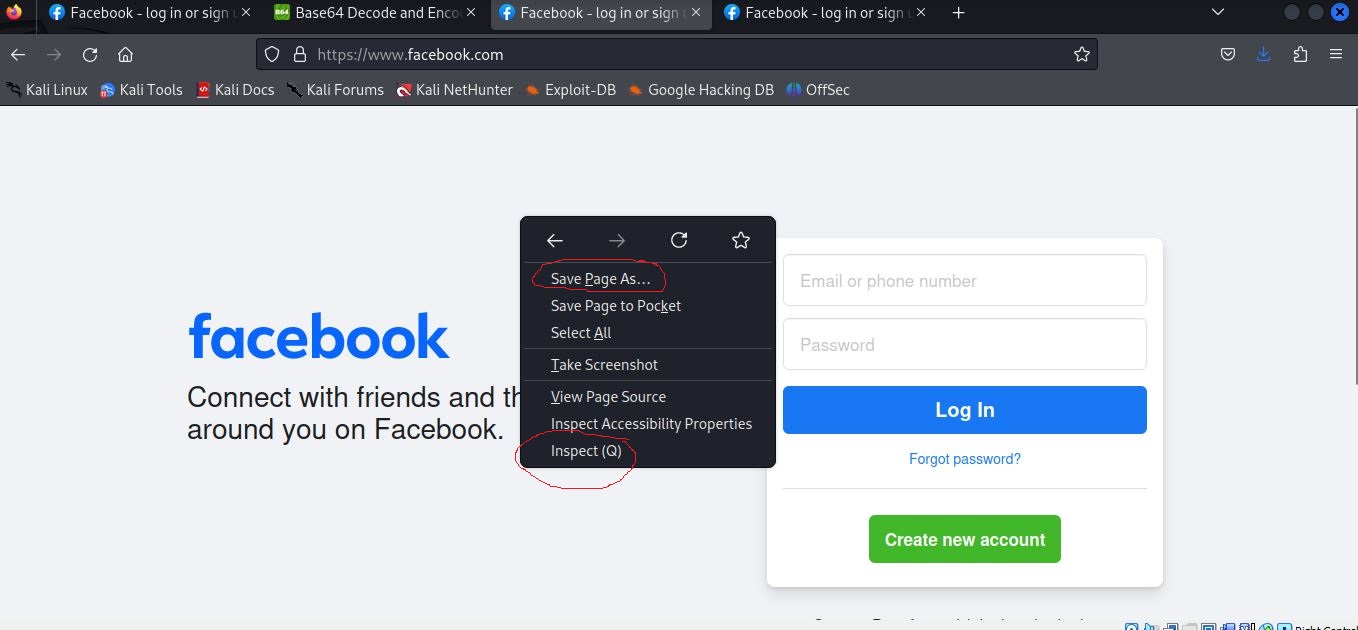 Facebook - log in or sign u
Base64 Decode and Enco
Facebook - log in or sign u
Facebook - log in or sign u
https://www.facebook.com
Kali Linux
Kali Tools
Kali Docs
Kali Forums
Kali NetHunter
Exploit-DB
Google Hacking DB
OffSec
Save Page As...
Save Page to Pocket
Select All
Take Screenshot
View Page Source
Inspect Accessibility Properties
Inspect (Q)
facebook
Connect with friends and th
around you on Facebook.
Email or phone number
Password
Log In
Forgot password?
Create new account